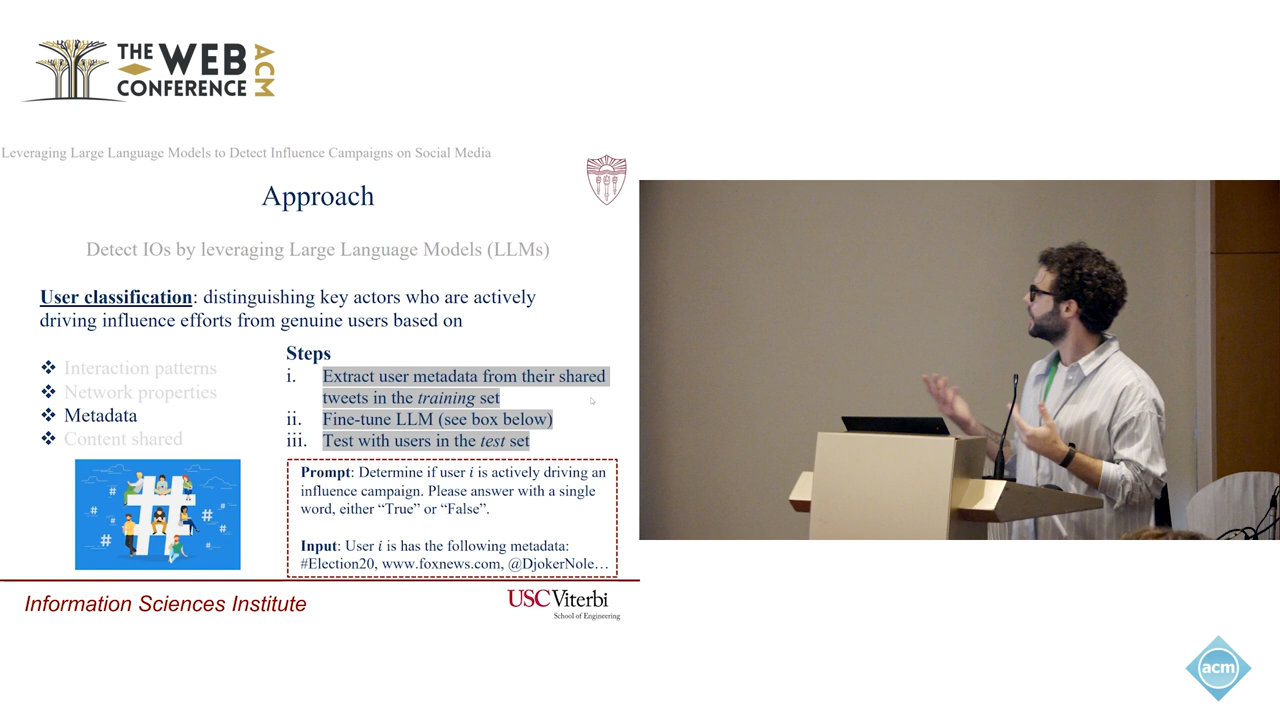 THE WEB CONFERENCE ACM
Leveraging Large Language Models to Detect Influence Campaigns on Social Media
Approach
Detect IOs by leveraging Large Language Models (LLMs)
User classification: distinguishing key actors who are actively
driving influence efforts from genuine users based on
❖ Interaction patterns
❖ Network properties
❖ Metadata
❖ Content shared
Steps
i. Extract user metadata from their shared
tweets in the training set
ii. Fine-tune LLM (see box below)
iii. Test with users in the test set
Prompt: Determine if user i is actively driving an
influence campaign. Please answer with a single
word, either “True” or “False”.
Input: User i is has the following metadata:
#Election20, www.foxnews.com, @DjokerNole…
Information Sciences Institute
USC Viterbi
School of Engineering
acm